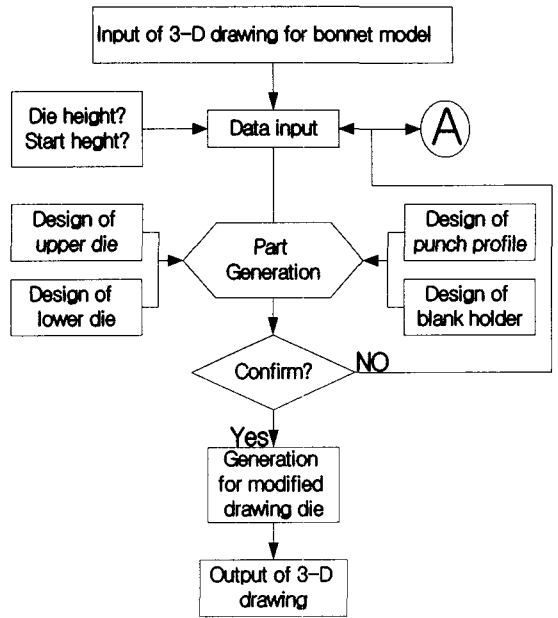 Input of 3-D drawing for bonnet model
Die height?
Start heght?
Data input
A
Design of
upper die
Part
Generation
Design of
punch profile
Design of
lower die
Design of
blank holder
Confirm?
NO
Yes
Generation
for modified
drawing die
Output of 3-D
drawing